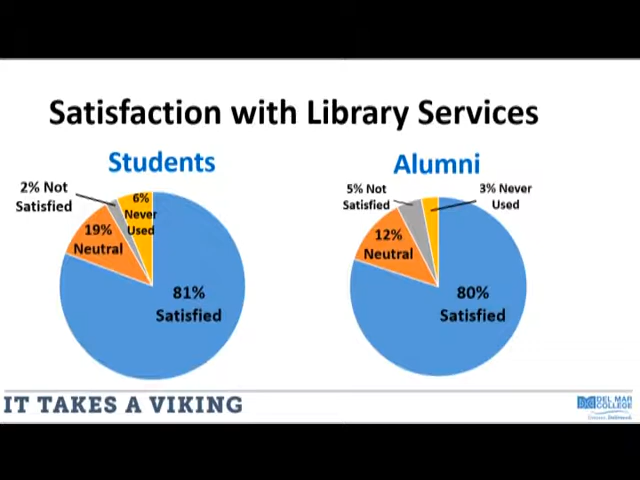 Satisfaction with Library Services
Students
Alumni
2% Not
Satisfied
6%
Never
Used
19%
Neutral
81%
Satisfied
5% Not
Satisfied
3% Never
Used
12%
Neutral
80%
Satisfied
IT TAKES A VIKING
DEL MAR
COLLEGE